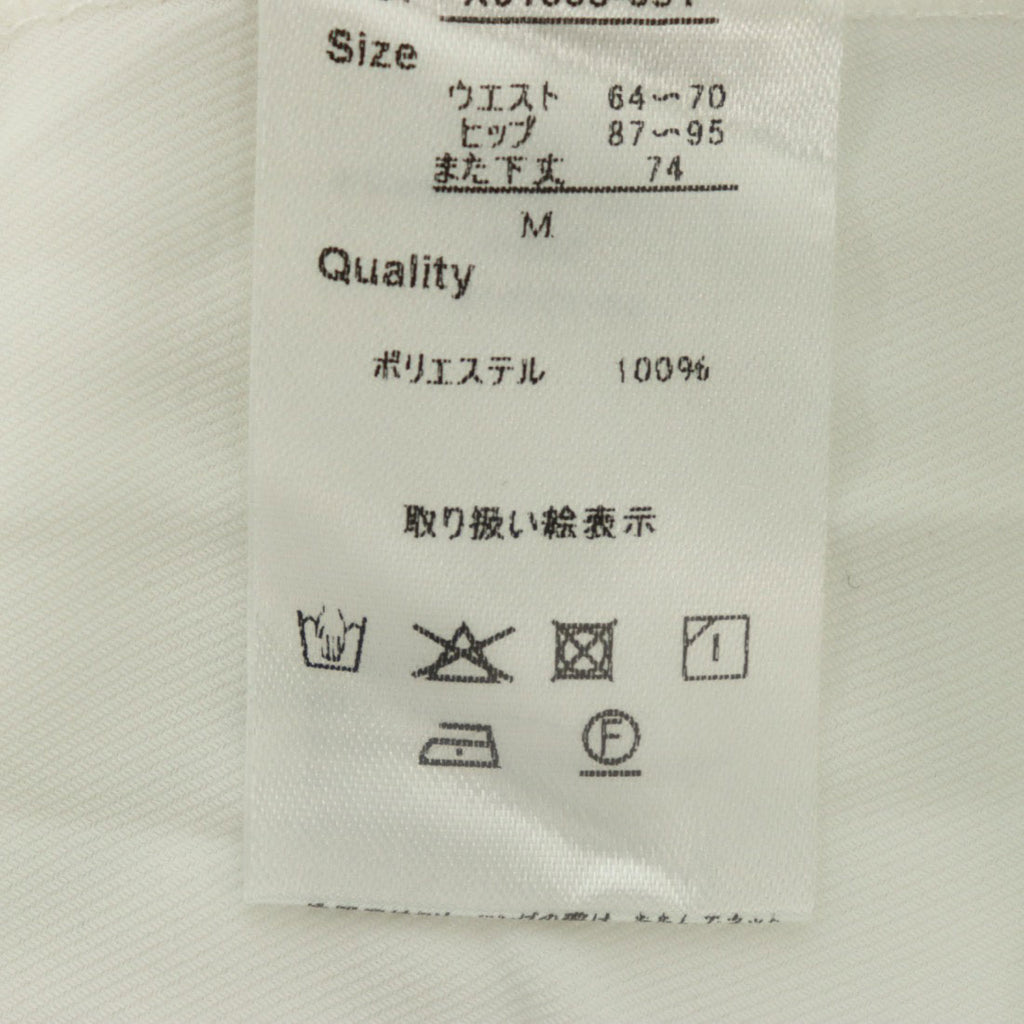 Size
ウエスト 64〜70
ヒップ 87〜95
また下丈 74
M
Quality
ポリエステル 100%
取り扱い絵表示
F